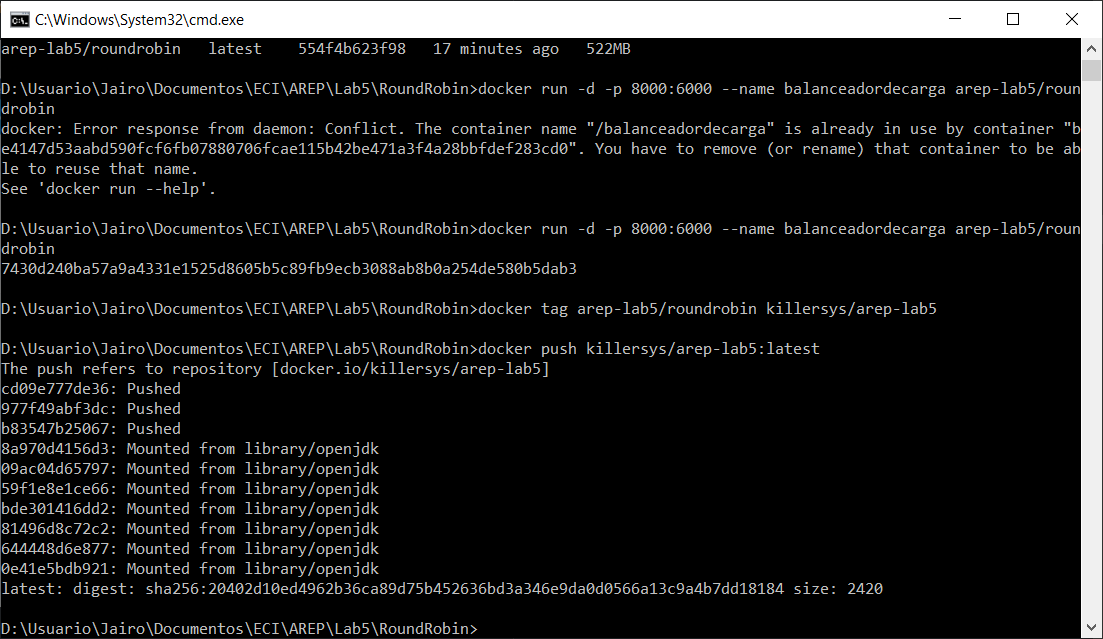 C:\Windows\System32\cmd.exe
arep-lab5/roundrobin   latest    554f4b623f98   17 minutes ago   522MB
D:\Usuario\Jairo\Documentos\ECI\AREP\Lab5\RoundRobin>docker run -d -p 8000:6000 --name balanceadordecarga arep-lab5/roun
drobin
docker: Error response from daemon: Conflict. The container name "/balanceadordecarga" is already in use by container "b
e4147d53aabd590fcf6fb07880706fcae115b42be471a3f4a28bbfdef283cd0". You have to remove (or rename) that container to be ab
le to reuse that name.
See 'docker run --help'.
D:\Usuario\Jairo\Documentos\ECI\AREP\Lab5\RoundRobin>docker run -d -p 8000:6000 --name balanceadordecarga arep-lab5/roun
drobin
7430d240ba57a9a4331e1525d8605b5c89fb9ecb3088ab8b0a254de580b5dab3
D:\Usuario\Jairo\Documentos\ECI\AREP\Lab5\RoundRobin>docker tag arep-lab5/roundrobin killersys/arep-lab5
D:\Usuario\Jairo\Documentos\ECI\AREP\Lab5\RoundRobin>docker push killersys/arep-lab5:latest
The push refers to repository [docker.io/killersys/arep-lab5]
cd09e777de36: Pushed
977f49abf3dc: Pushed
b83547b25067: Pushed
8a970d4156d3: Mounted from library/openjdk
09ac04d65797: Mounted from library/openjdk
59f1e8e1ce66: Mounted from library/openjdk
bde301416dd2: Mounted from library/openjdk
81496d8c72c2: Mounted from library/openjdk
644448d6e877: Mounted from library/openjdk
0e41e5bdb921: Mounted from library/openjdk
latest: digest: sha256:20402d10ed4962b36ca89d75b452636bd3a346e9da0d0566a13c9a4b7dd18184 size: 2420
D:\Usuario\Jairo\Documentos\ECI\AREP\Lab5\RoundRobin>